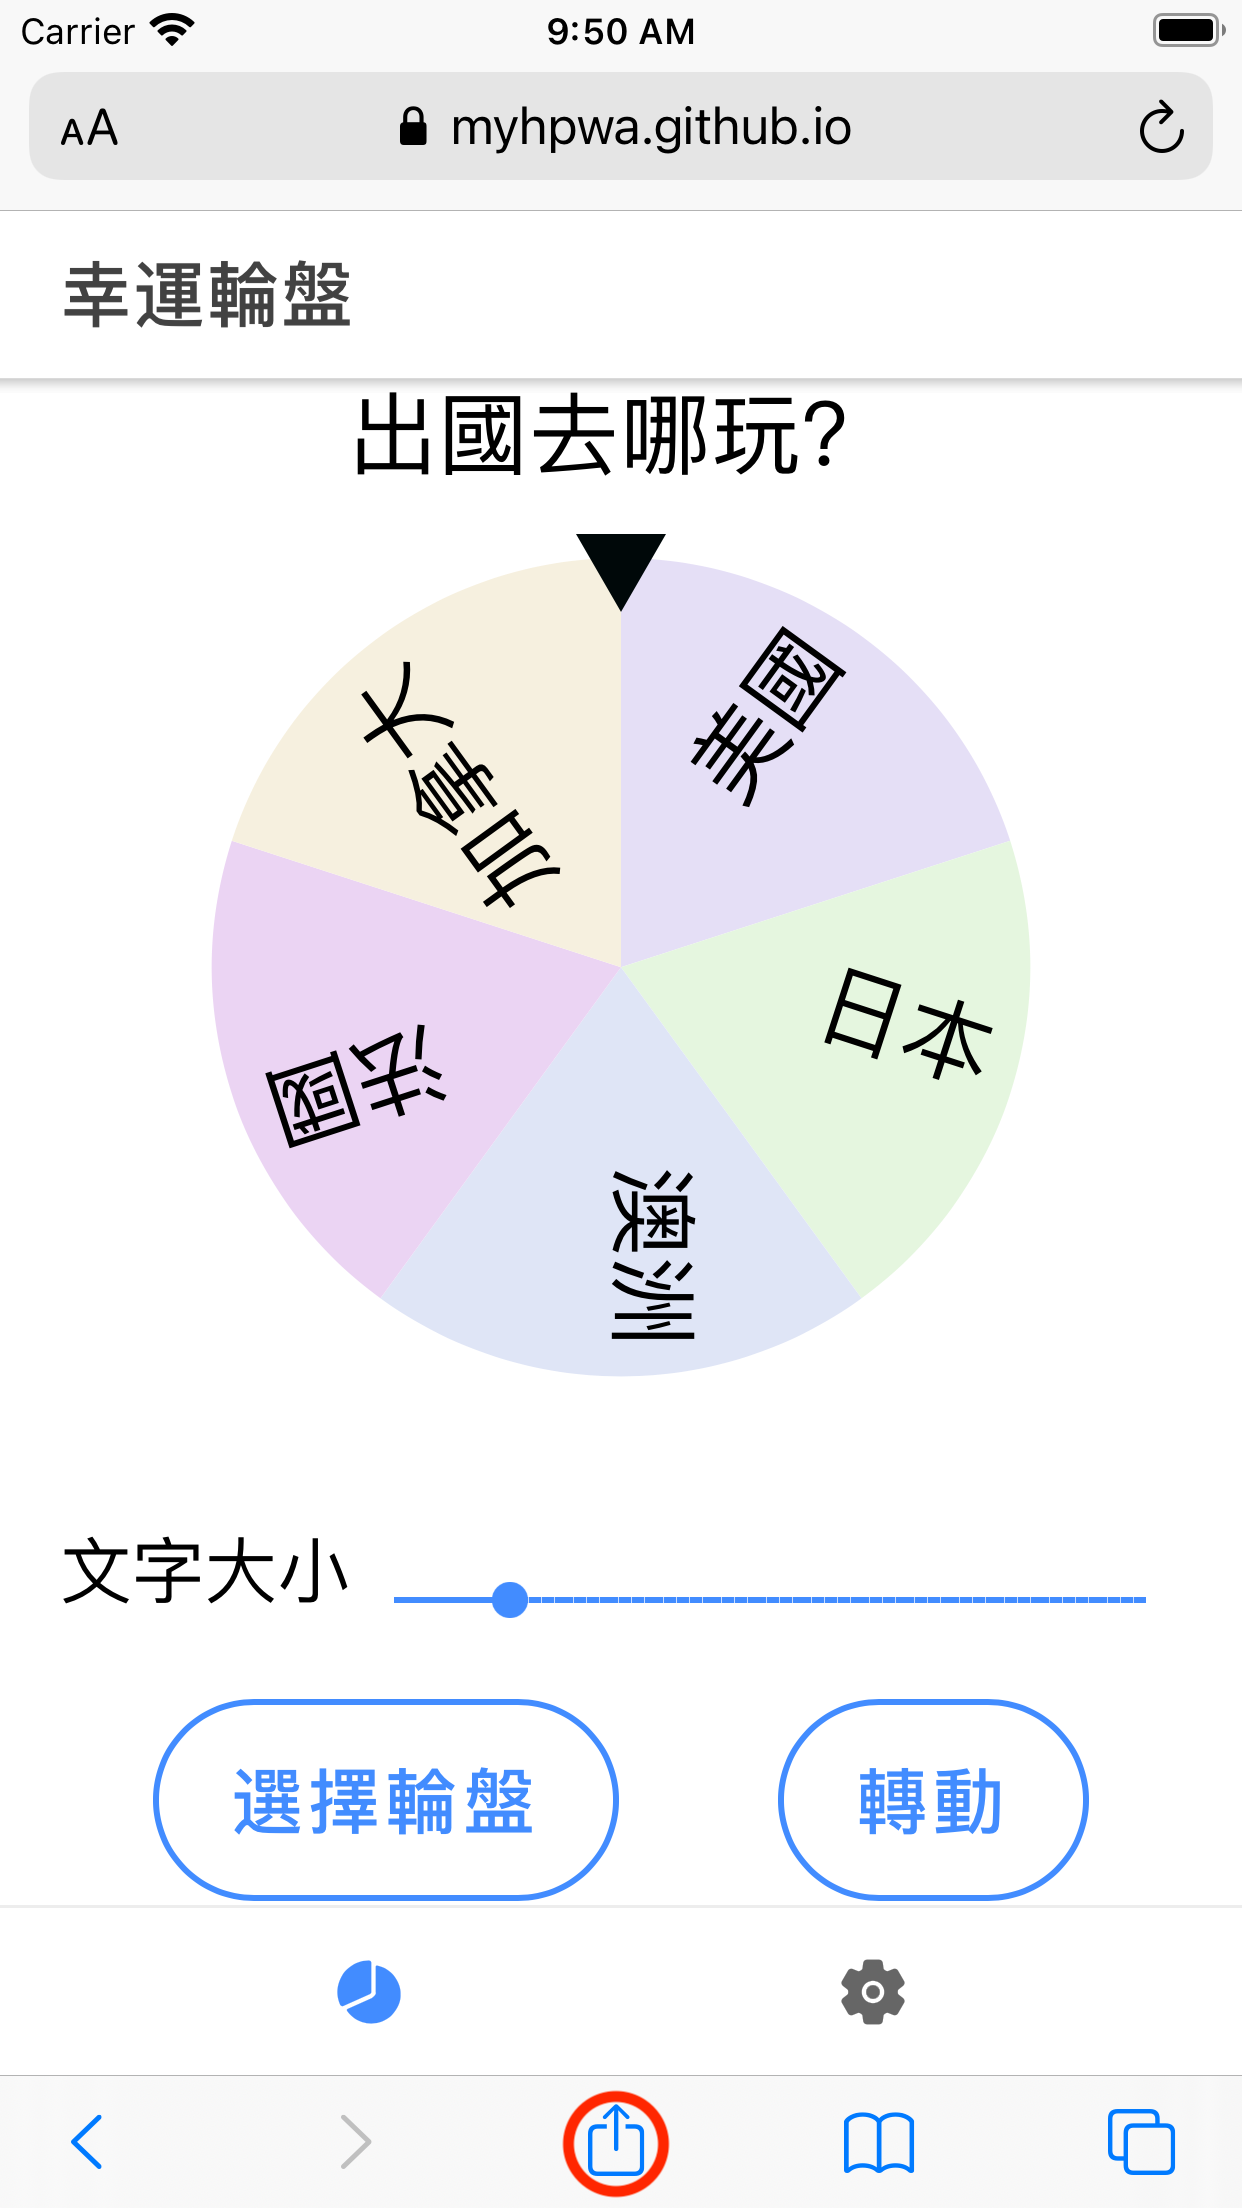 Carrier 9:50 AM
AA myhpwa.github.io
幸運輪盤
出國去哪玩?
美國
日本
澳洲
法國
加拿大
文字大小
選擇輪盤 轉動